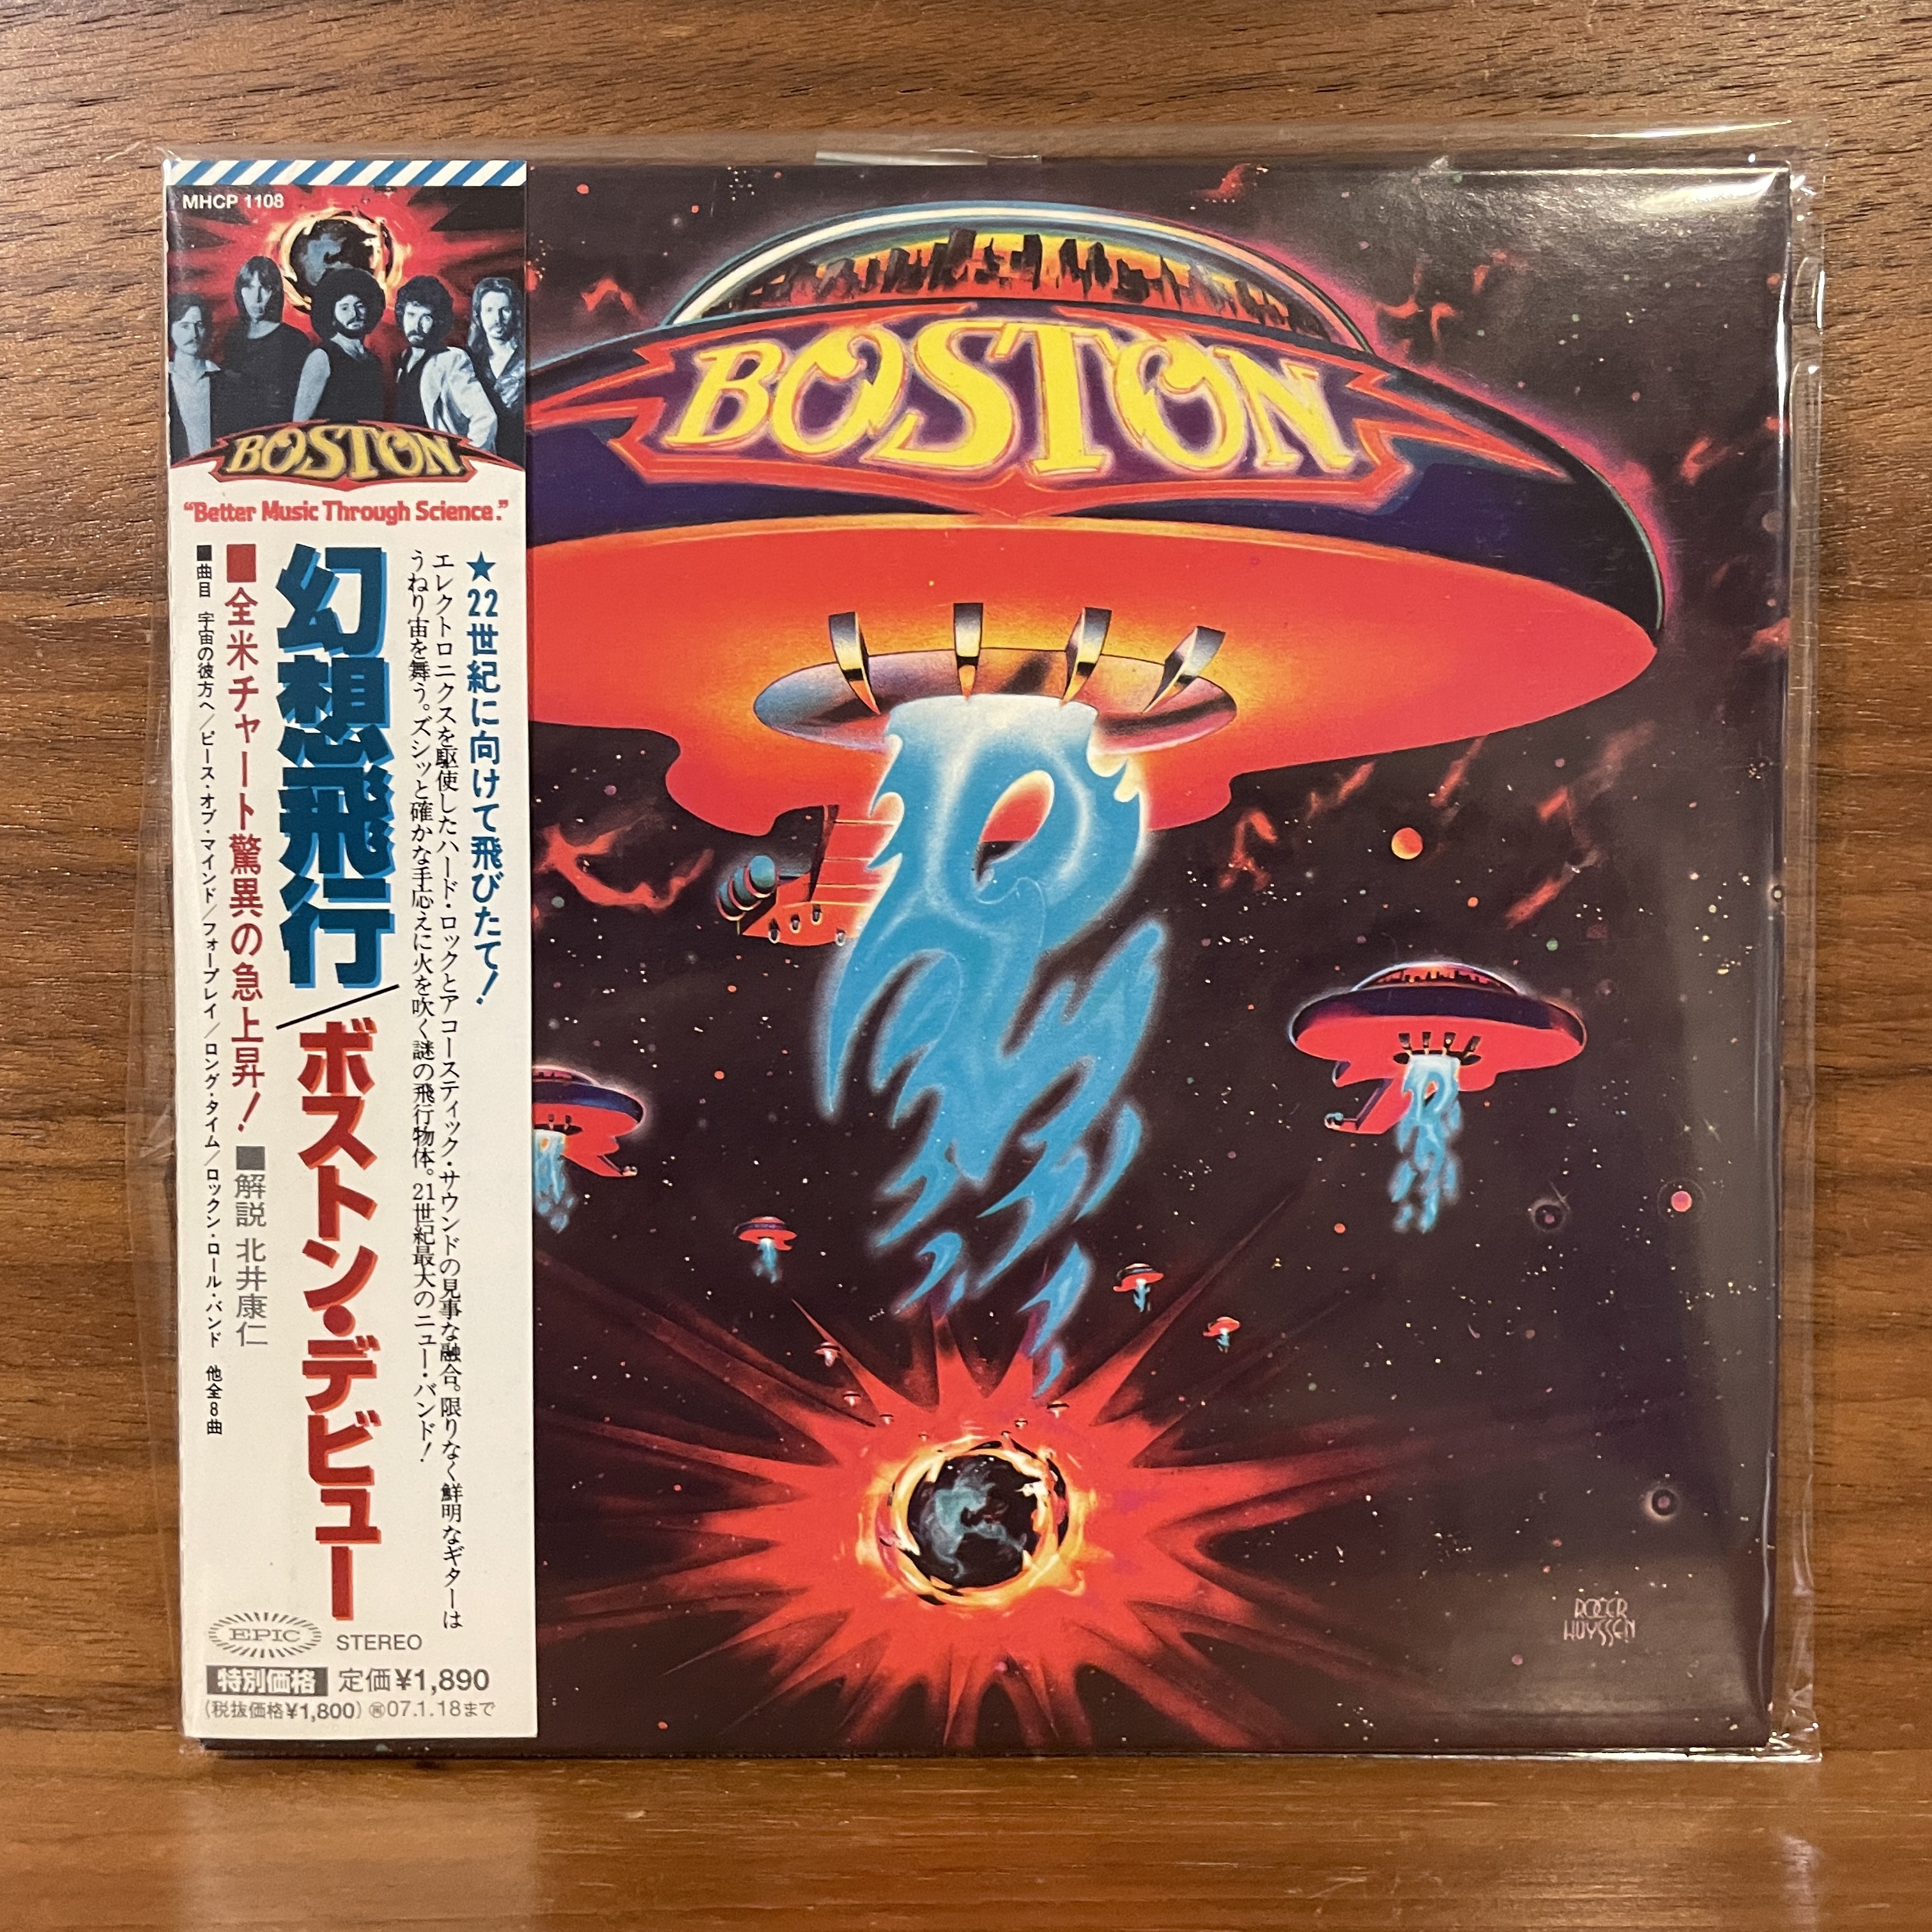 MHCP 1108
BOSTON
"Better Music Through Science."
★22世紀に向けて飛びたて!
エレクトロニクスを駆使したハード・ロックとアコースティック・サウンドの見事な融合。限りなく鮮明なギターは
うねり宙を舞う。ズシッと確かな手応えに火を吹く謎の飛行物体。21世紀最大のニュー・バンド!
幻想飛行/ボストン・デビュー
■全米チャート驚異の急上昇! ■解説 北井康仁
■曲目 宇宙の彼方へ/ピース・オブ・マインド/フォープレイ/ロング・タイム/ロックン・ロール・バンド 他全8曲
EPIC STEREO
特別価格 定価¥1,890
(税抜価格¥1,800) 再07.1.18まで
BOSTON
ROGER
HUYSSEN